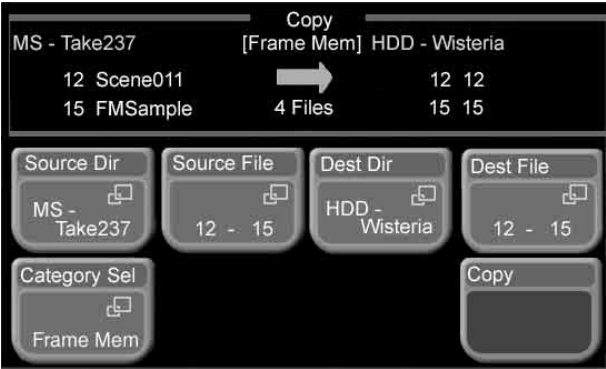 Copy
MS - Take237 [Frame Mem] HDD - Wisteria
12 Scene011 12 12
15 FMSample 4 Files 15 15
Source Dir Source File Dest Dir Dest File
MS -
Take237
12 - 15
HDD -
Wisteria
12 - 15
Category Sel Copy
Frame Mem